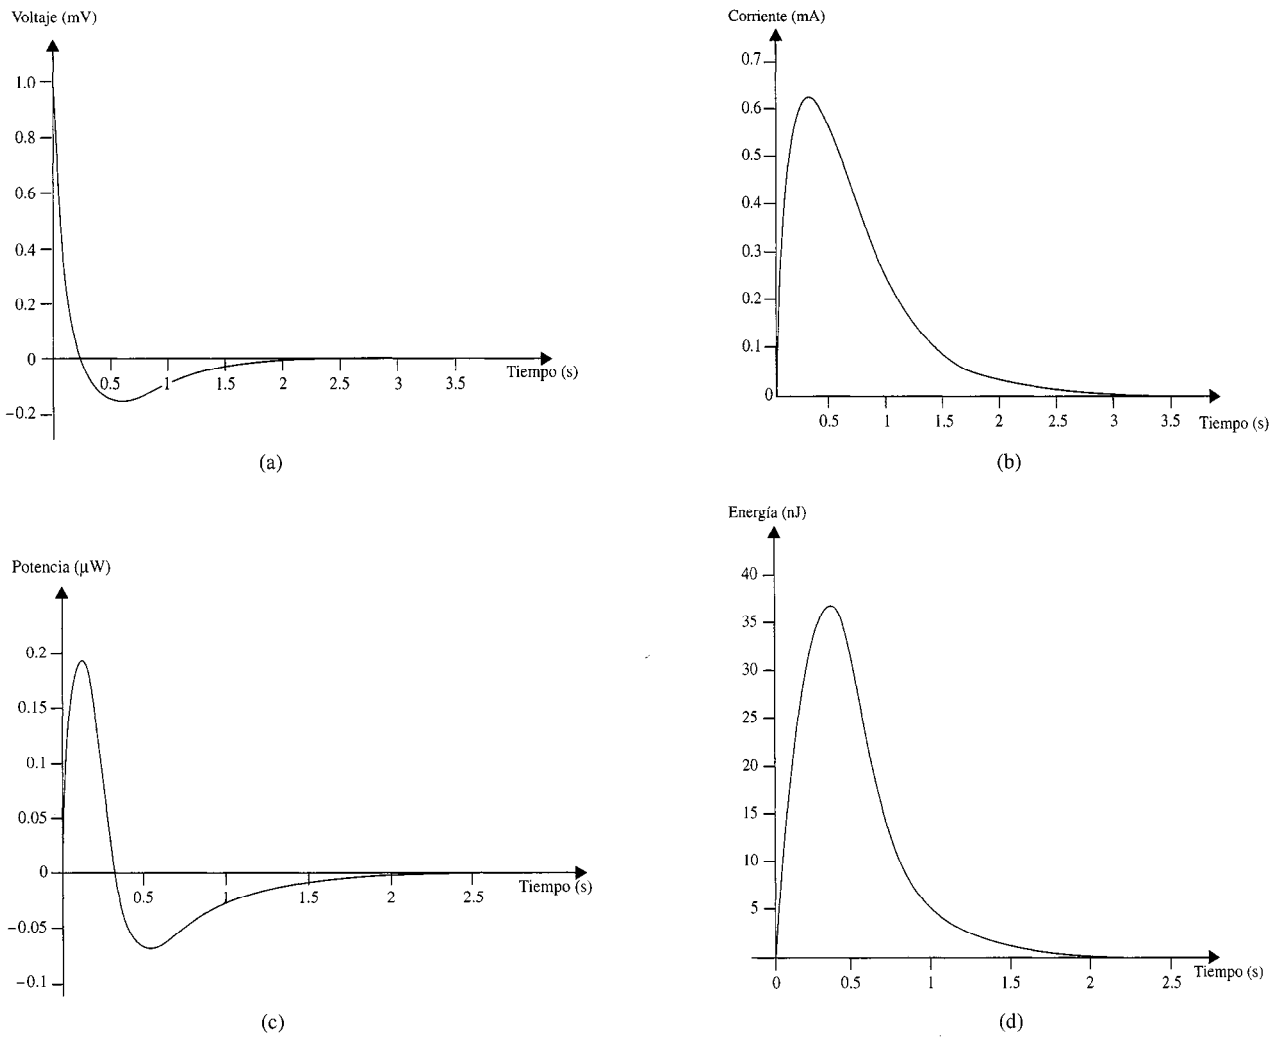 Voltaje (mV)
1.0
0.8
0.6
0.4
0.2
0
−0.2
0.5 1 1.5 2 2.5 3 3.5
Tiempo (s)
(a)
Corriente (mA)
0.7
0.6
0.5
0.4
0.3
0.2
0.1
0
0.5 1 1.5 2 2.5 3 3.5
Tiempo (s)
(b)
Potencia (μW)
0.2
0.15
0.1
0.05
0
−0.05
−0.1
0.5 1 1.5 2 2.5
Tiempo (s)
(c)
Energía (nJ)
40
35
30
25
20
15
10
5
0 0.5 1 1.5 2 2.5
Tiempo (s)
(d)